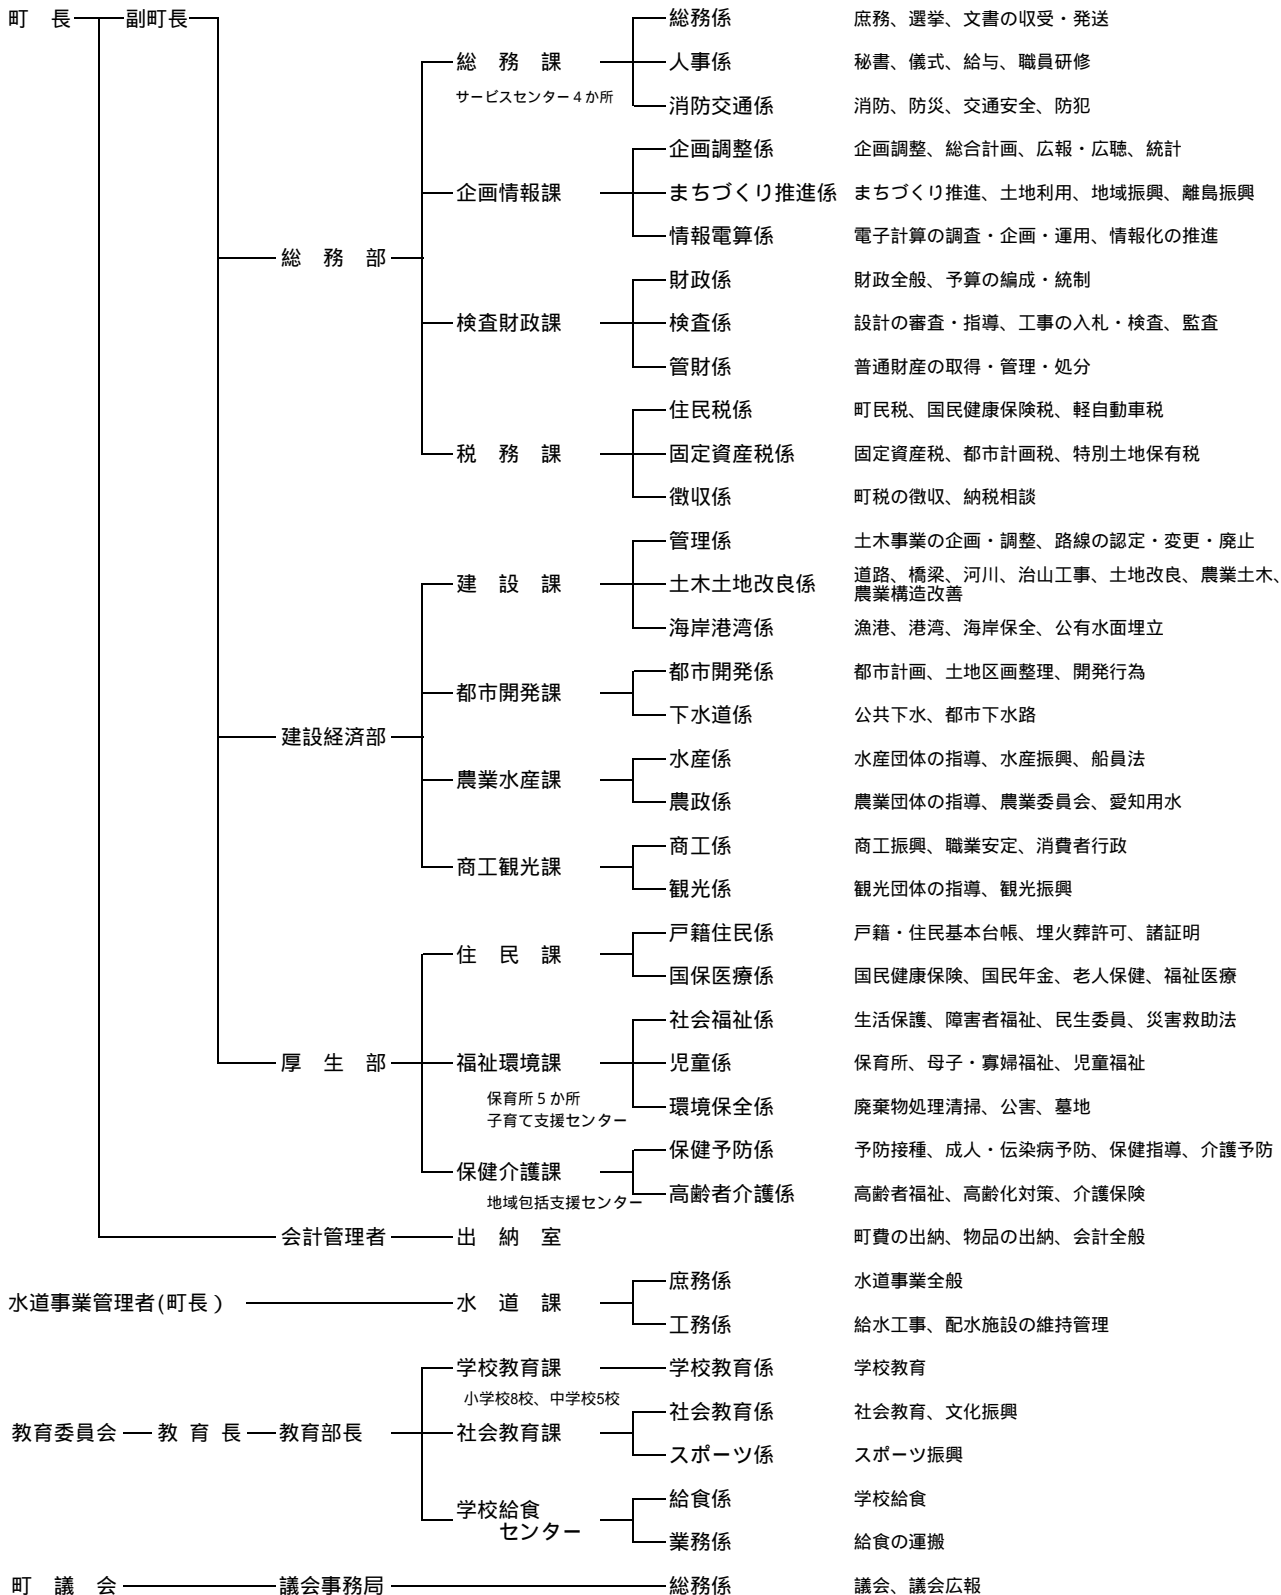 町　長 副町長 総務係 庶務、選挙、文書の収受・発送
総　務　課 人事係 秘書、儀式、給与、職員研修
サービスセンター４か所
消防交通係 消防、防災、交通安全、防犯
企画調整係 企画調整、総合計画、広報・広聴、統計
企画情報課 まちづくり推進係 まちづくり推進、土地利用、地域振興、離島振興
情報電算係 電子計算の調査・企画・運用、情報化の推進
総　務　部
財政係 財政全般、予算の編成・統制
検査財政課 検査係 設計の審査・指導、工事の入札・検査、監査
管財係 普通財産の取得・管理・処分
住民税係 町民税、国民健康保険税、軽自動車税
税　務　課 固定資産税係 固定資産税、都市計画税、特別土地保有税
徴収係 町税の徴収、納税相談
管理係 土木事業の企画・調整、路線の認定・変更・廃止
建　設　課 土木土地改良係 道路、橋梁、河川、治山工事、土地改良、農業土木、
農業構造改善
海岸港湾係 漁港、港湾、海岸保全、公有水面埋立
都市開発係 都市計画、土地区画整理、開発行為
都市開発課
下水道係 公共下水、都市下水路
建設経済部
水産係 水産団体の指導、水産振興、船員法
農業水産課
農政係 農業団体の指導、農業委員会、愛知用水
商工係 商工振興、職業安定、消費者行政
商工観光課
観光係 観光団体の指導、観光振興
戸籍住民係 戸籍・住民基本台帳、埋火葬許可、諸証明
住　民　課
国保医療係 国民健康保険、国民年金、老人保健、福祉医療
社会福祉係 生活保護、障害者福祉、民生委員、災害救助法
厚　生　部 福祉環境課 児童係 保育所、母子・寡婦福祉、児童福祉
保育所５か所
環境保全係 廃棄物処理清掃、公害、墓地
子育て支援センター
保健予防係 予防接種、成人・伝染病予防、保健指導、介護予防
保健介護課
高齢者介護係 高齢者福祉、高齢化対策、介護保険
地域包括支援センター
会計管理者 出　納　室 町費の出納、物品の出納、会計全般
庶務係 水道事業全般
水道事業管理者(町長） 水　道　課
工務係 給水工事、配水施設の維持管理
学校教育課 学校教育係 学校教育
小学校8校、中学校5校
社会教育係 社会教育、文化振興
教育委員会 教 育 長 教育部長 社会教育課
スポーツ係 スポーツ振興
給食係 学校給食
学校給食
センター
業務係 給食の運搬
町　議　会 議会事務局 総務係 議会、議会広報